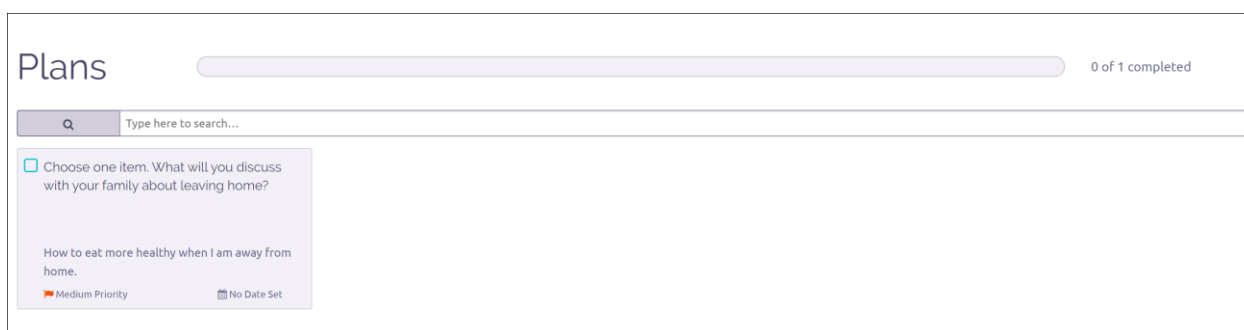 Plans
0 of 1 completed
Type here to search...
Choose one item. What will you discuss
with your family about leaving home?
How to eat more healthy when I am away from
home.
Medium Priority
No Date Set